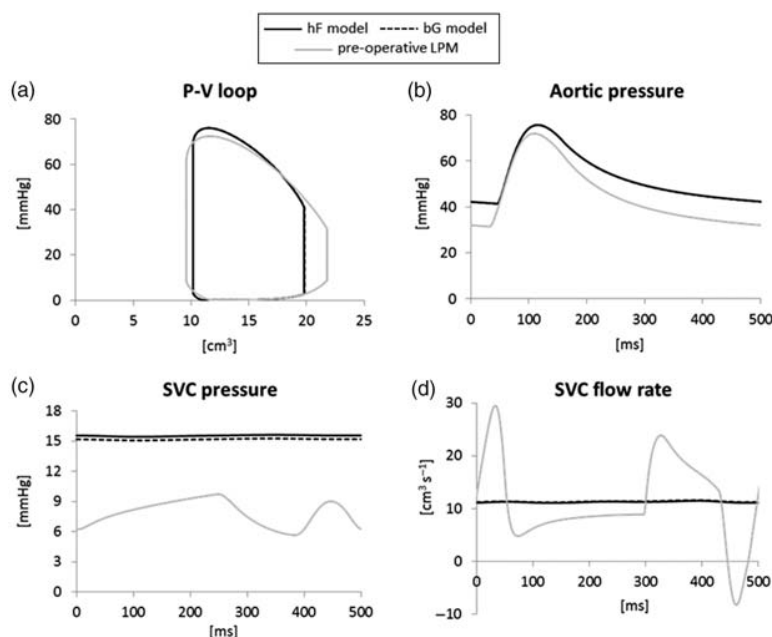 hF model bG model
pre-operative LPM
(a) P-V loop
[mmHg]
80
60
40
20
0
0 5 10 15 20 25
[cm³]
(b) Aortic pressure
[mmHg]
80
60
40
20
0
0 100 200 300 400 500
[ms]
(c) SVC pressure
[mmHg]
18
15
12
9
6
3
0
0 100 200 300 400 500
[ms]
(d) SVC flow rate
[cm³ s⁻¹]
30
20
10
0
−10
0 100 200 300 400 500
[ms]